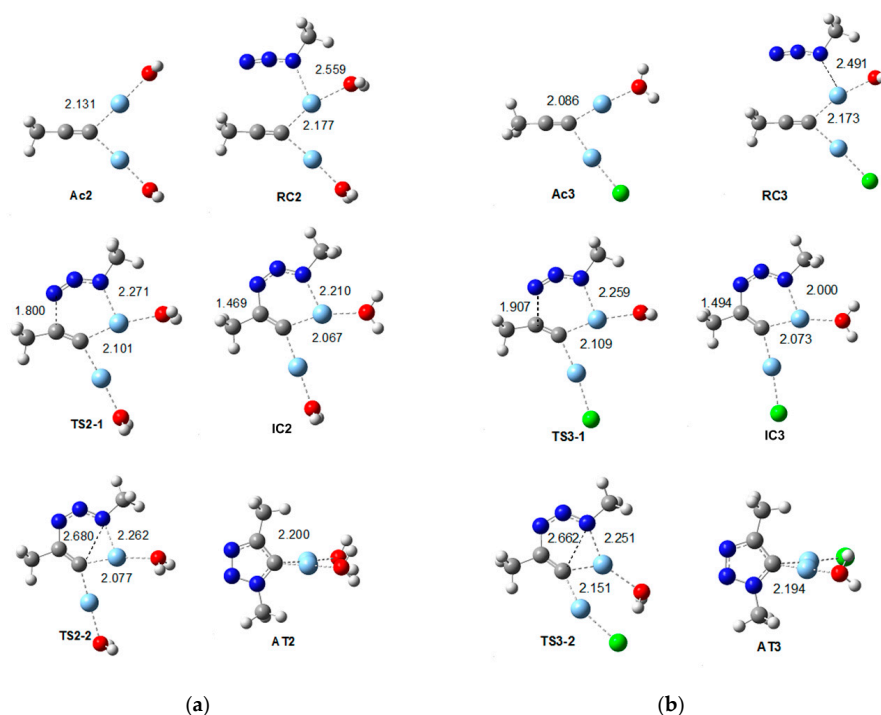 2.131
Ac2
2.559
2.177
RC2
2.086
Ac3
2.491
2.173
RC3
1.800
2.271
2.101
TS2-1
1.469
2.210
2.067
IC2
1.907
2.259
2.109
TS3-1
1.494
2.000
2.073
IC3
2.680
2.262
2.077
TS2-2
2.200
AT2
2.662
2.251
2.151
TS3-2
2.194
AT3
(a)
(b)